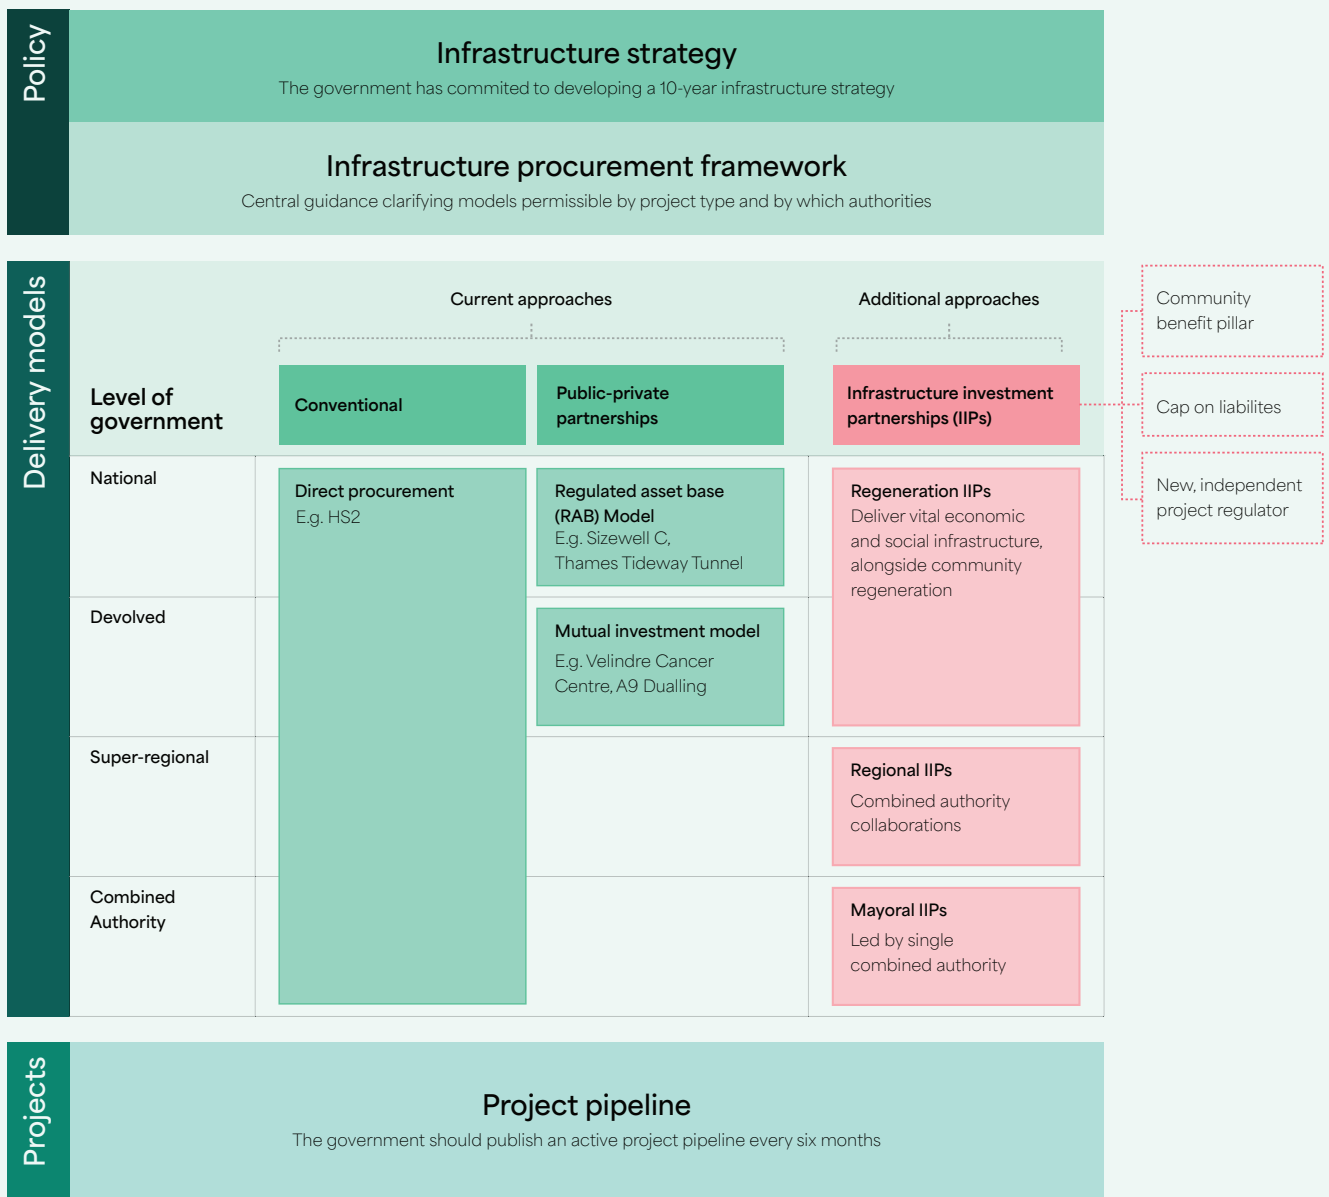 Policy
Infrastructure strategy
The government has commited to developing a 10-year infrastructure strategy
Infrastructure procurement framework
Central guidance clarifying models permissible by project type and by which authorities
Delivery models
Current approaches
Additional approaches
Level of
government
Conventional
Public-private
partnerships
Infrastructure investment
partnerships (IIPs)
Community
benefit pillar
Cap on liabilites
New, independent
project regulator
National
Direct procurement
E.g. HS2
Regulated asset base
(RAB) Model
E.g. Sizewell C,
Thames Tideway Tunnel
Regeneration IIPs
Deliver vital economic
and social infrastructure,
alongside community
regeneration
Devolved
Mutual investment model
E.g. Velindre Cancer
Centre, A9 Dualling
Super-regional
Regional IIPs
Combined authority
collaborations
Combined
Authority
Mayoral IIPs
Led by single
combined authority
Projects
Project pipeline
The government should publish an active project pipeline every six months